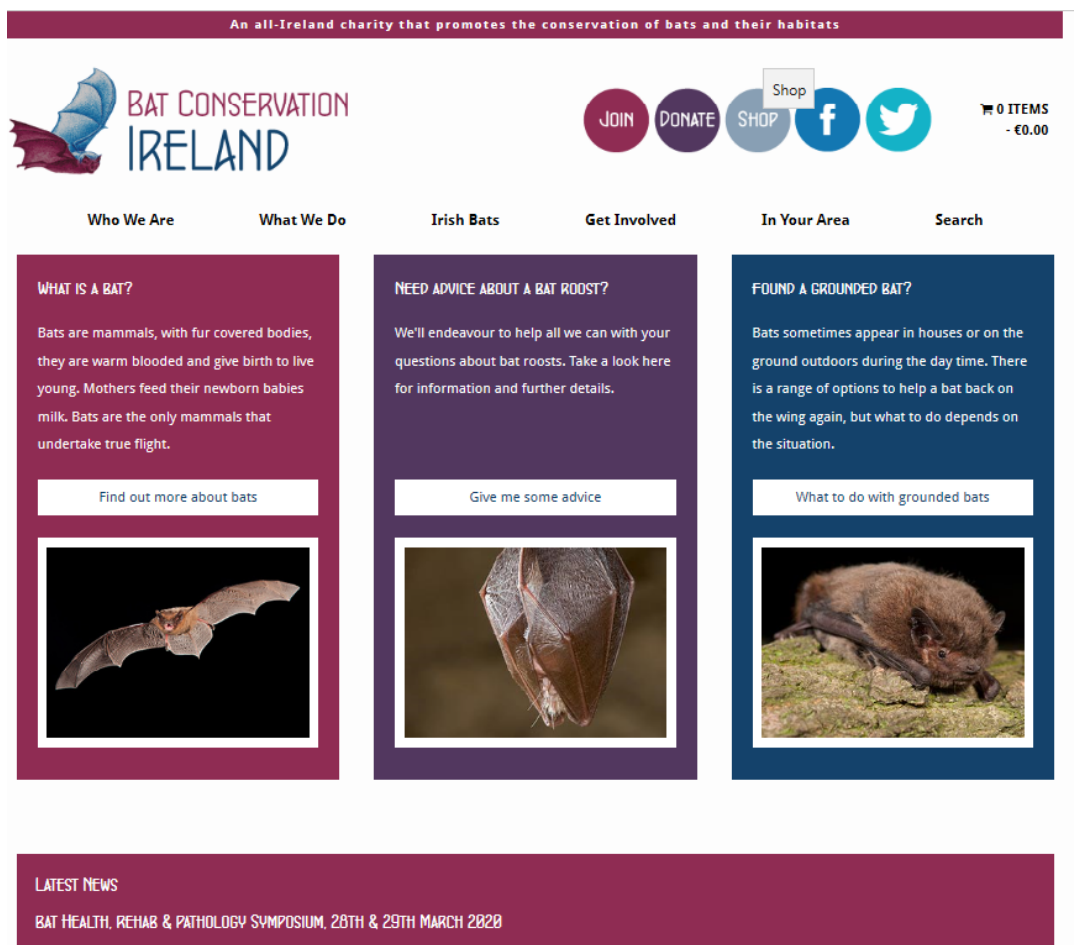 An all-Ireland charity that promotes the conservation of bats and their habitats
BAT CONSERVATION
IRELAND
JOIN
DONATE
SHOP
Shop
f
0 ITEMS
- €0.00
Who We Are
What We Do
Irish Bats
Get Involved
In Your Area
Search
WHAT IS A BAT?
Bats are mammals, with fur covered bodies,
they are warm blooded and give birth to live
young. Mothers feed their newborn babies
milk. Bats are the only mammals that
undertake true flight.
Find out more about bats
NEED ADVICE ABOUT A BAT ROOST?
We'll endeavour to help all we can with your
questions about bat roosts. Take a look here
for information and further details.
Give me some advice
FOUND A GROUNDED BAT?
Bats sometimes appear in houses or on the
ground outdoors during the day time. There
is a range of options to help a bat back on
the wing again, but what to do depends on
the situation.
What to do with grounded bats
LATEST NEWS
BAT HEALTH, REHAB & PATHOLOGY SYMPOSIUM, 28TH & 29TH MARCH 2020